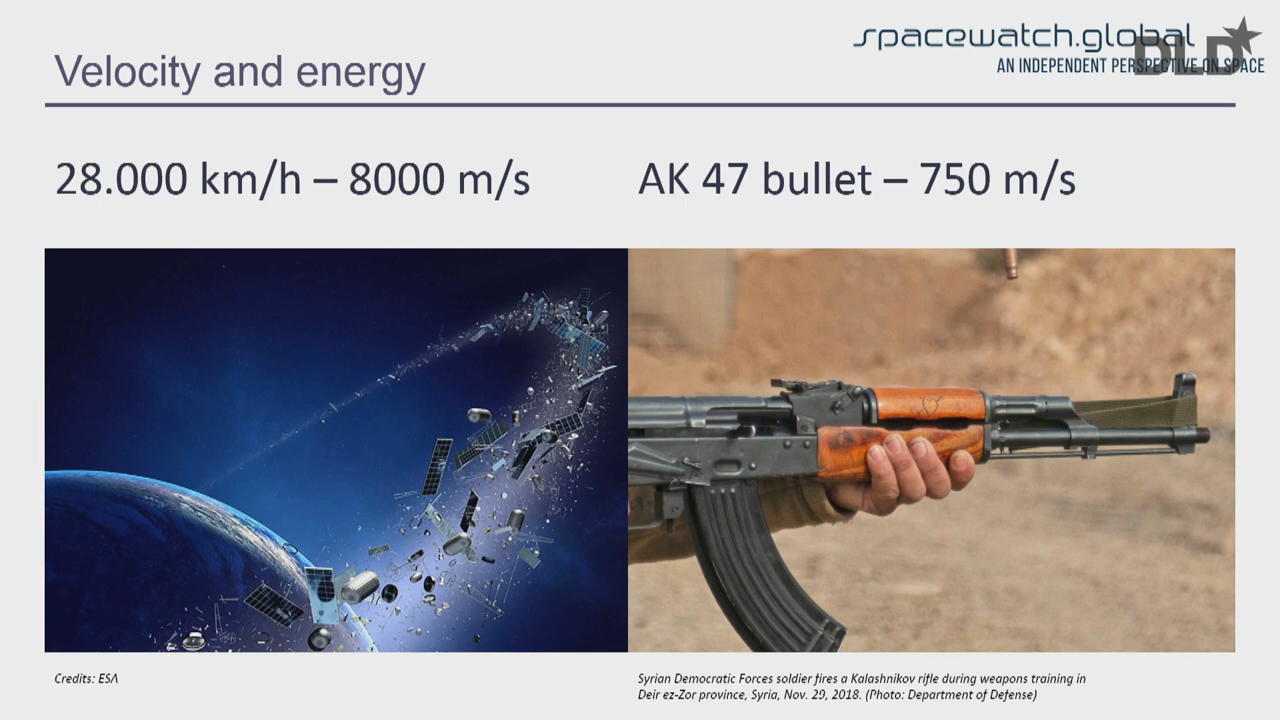 spacewatch.global
DLD
AN INDEPENDENT PERSPECTIVE ON SPACE
Velocity and energy
28.000 km/h – 8000 m/s
AK 47 bullet – 750 m/s
Credits: ESA
Syrian Democratic Forces soldier fires a Kalashnikov rifle during weapons training in
Deir ez-Zor province, Syria, Nov. 29, 2018. (Photo: Department of Defense)